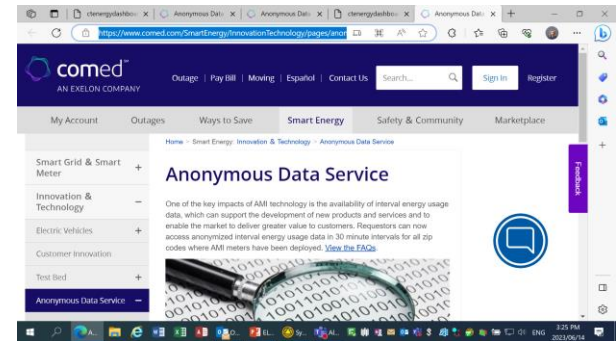 ctenergydashbo
Anonymous Data
Anonymous Data
ctenergydashbo
Anonymous Data
https://www.comed.com/SmartEnergy/InnovationTechnology/pages/anon
comed
AN EXELON COMPANY
Outage | Pay Bill | Moving | Español | Contact Us
Search...
Sign In
Register
My Account
Outages
Ways to Save
Smart Energy
Safety & Community
Marketplace
Home
Smart Energy: Innovation & Technology
Anonymous Data Service
Smart Grid & Smart
Meter
+
Innovation &
Technology
–
Electric Vehicles
+
Customer Innovation
Test Bed
+
Anonymous Data Service
–
Anonymous Data Service
One of the key impacts of AMI technology is the availability of interval energy usage
data, which can support the development of new products and services and to
enable the market to deliver greater value to customers. Requestors can now
access anonymized interval energy usage data in 30 minute intervals for all zip
codes where AMI meters have been deployed. View the FAQs.
Feedback
ENG
3:25 PM
2023/06/14